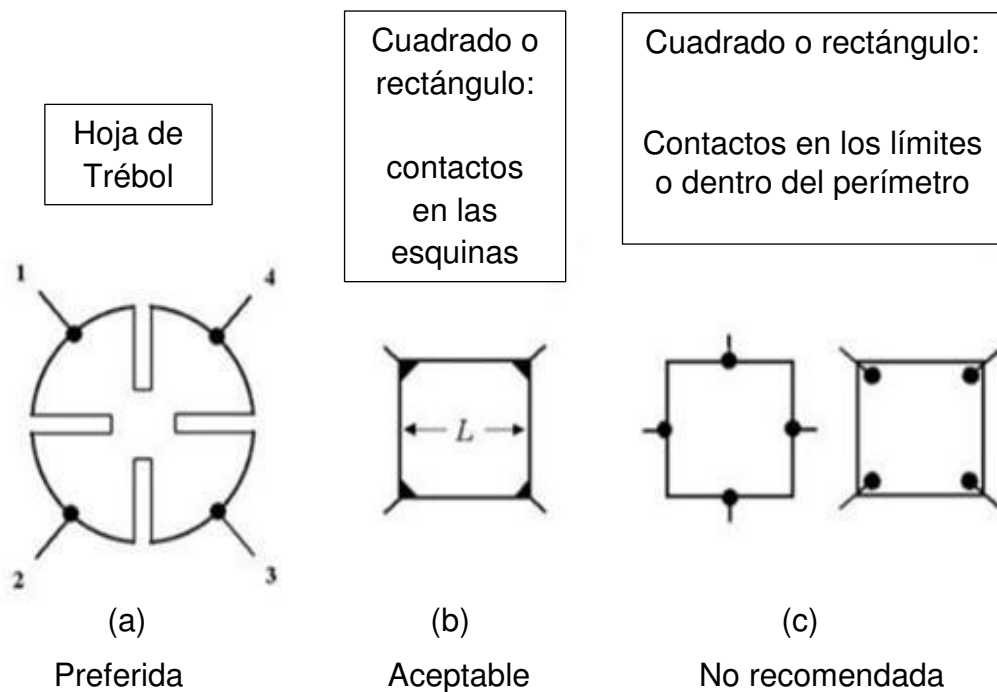 Hoja de
Trébol
Cuadrado o
rectángulo:
contactos
en las
esquinas
Cuadrado o rectángulo:
Contactos en los límites
o dentro del perímetro
1
4
2
3
L
(a)
(b)
(c)
Preferida
Aceptable
No recomendada